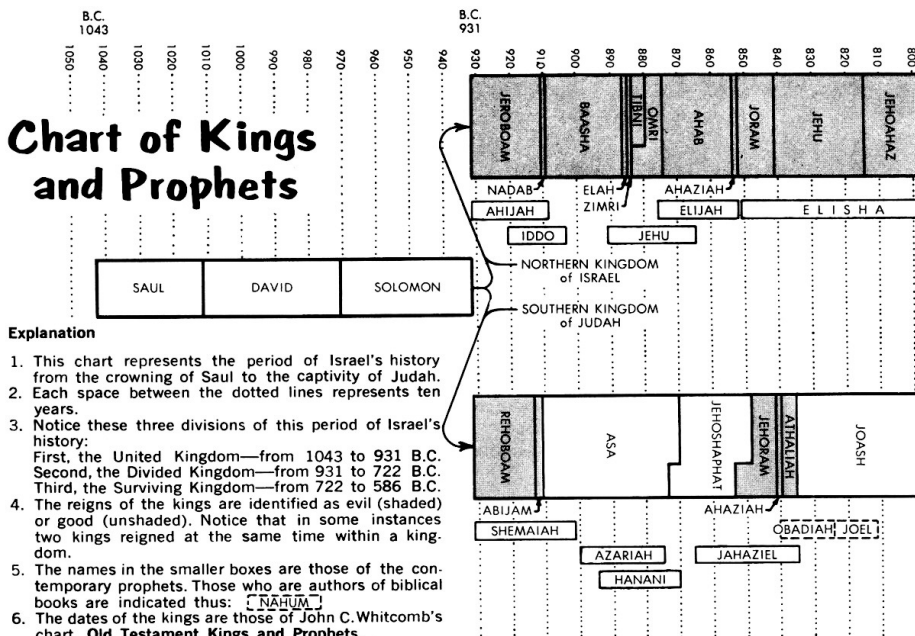 B.C.
1043
B.C.
931
1050
1040
1030
1020
1010
1000
990
980
970
960
950
940
930
920
910
900
890
880
870
860
850
840
830
820
810
800
Chart of Kings
and Prophets
JEROBOAM
BAASHA
TIBNI
OMRI
AHAB
JORAM
JEHU
JEHOAHAZ
NADAB
ELAH
ZIMRI
AHAZIAH
AHIJAH
ELIJAH
ELISHA
IDDO
JEHU
NORTHERN KINGDOM
of ISRAEL
SAUL
DAVID
SOLOMON
SOUTHERN KINGDOM
of JUDAH
Explanation
1. This chart represents the period of Israel's history
from the crowning of Saul to the captivity of Judah.
2. Each space between the dotted lines represents ten
years.
3. Notice these three divisions of this period of Israel's
history:
First, the United Kingdom—from 1043 to 931 B.C.
Second, the Divided Kingdom—from 931 to 722 B.C.
Third, the Surviving Kingdom—from 722 to 586 B.C.
4. The reigns of the kings are identified as evil (shaded)
or good (unshaded). Notice that in some instances
two kings reigned at the same time within a king-
dom.
5. The names in the smaller boxes are those of the con-
temporary prophets. Those who are authors of biblical
books are indicated thus: NAHUM
6. The dates of the kings are those of John C. Whitcomb's
chart, Old Testament Kings and Prophets
REHOBOAM
ASA
JEHOSHAPHAT
JEHORAM
ATHALIAH
JOASH
ABIJAM
AHAZIAH
SHEMAIAH
OBADIAH
JOEL
AZARIAH
JAHAZIEL
HANANI